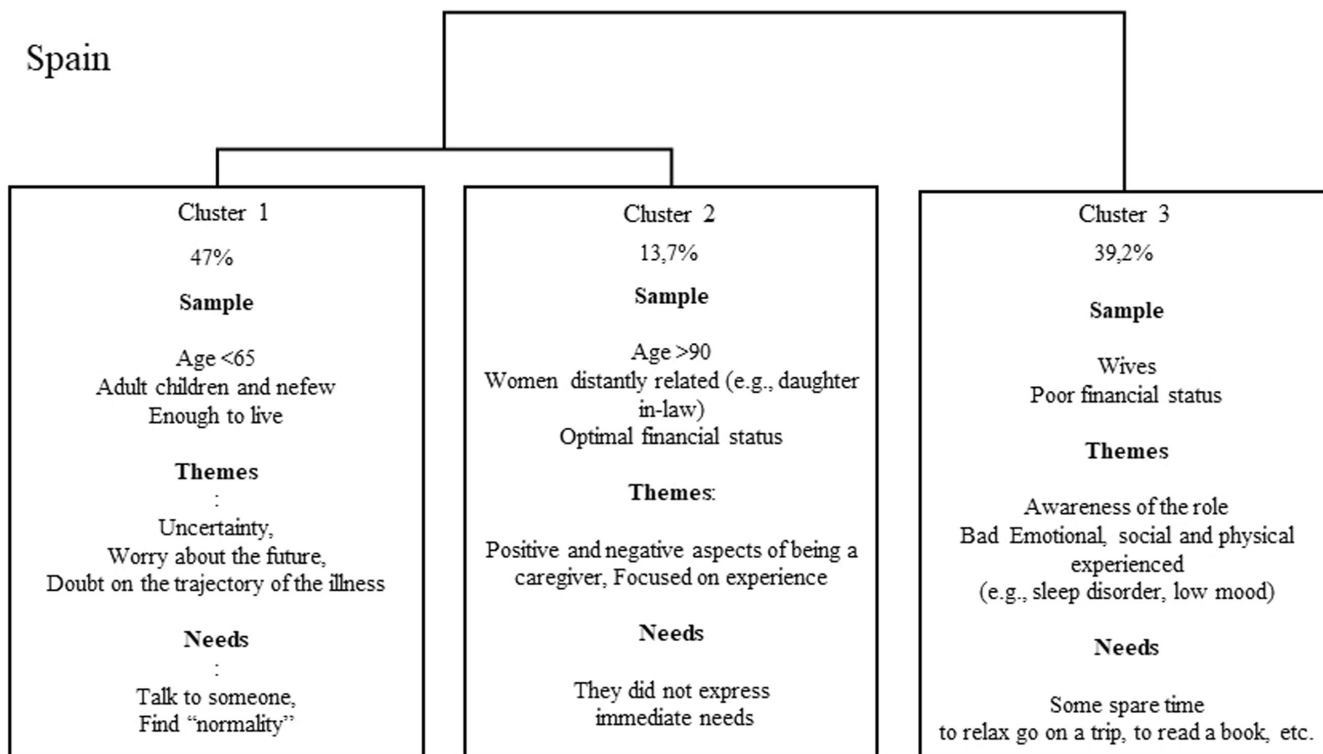 Spain
Cluster 1
47%
Sample
Age <65
Adult children and nefew
Enough to live
Themes
:
Uncertainty,
Worry about the future,
Doubt on the trajectory of the illness
Needs
:
Talk to someone,
Find “normality”
Cluster 2
13,7%
Sample
Age >90
Women distantly related (e.g., daughter
in-law)
Optimal financial status
Themes:
Positive and negative aspects of being a
caregiver, Focused on experience
Needs
They did not express
immediate needs
Cluster 3
39,2%
Sample
Wives
Poor financial status
Themes
Awareness of the role
Bad Emotional, social and physical
experienced
(e.g., sleep disorder, low mood)
Needs
Some spare time
to relax go on a trip, to read a book, etc.